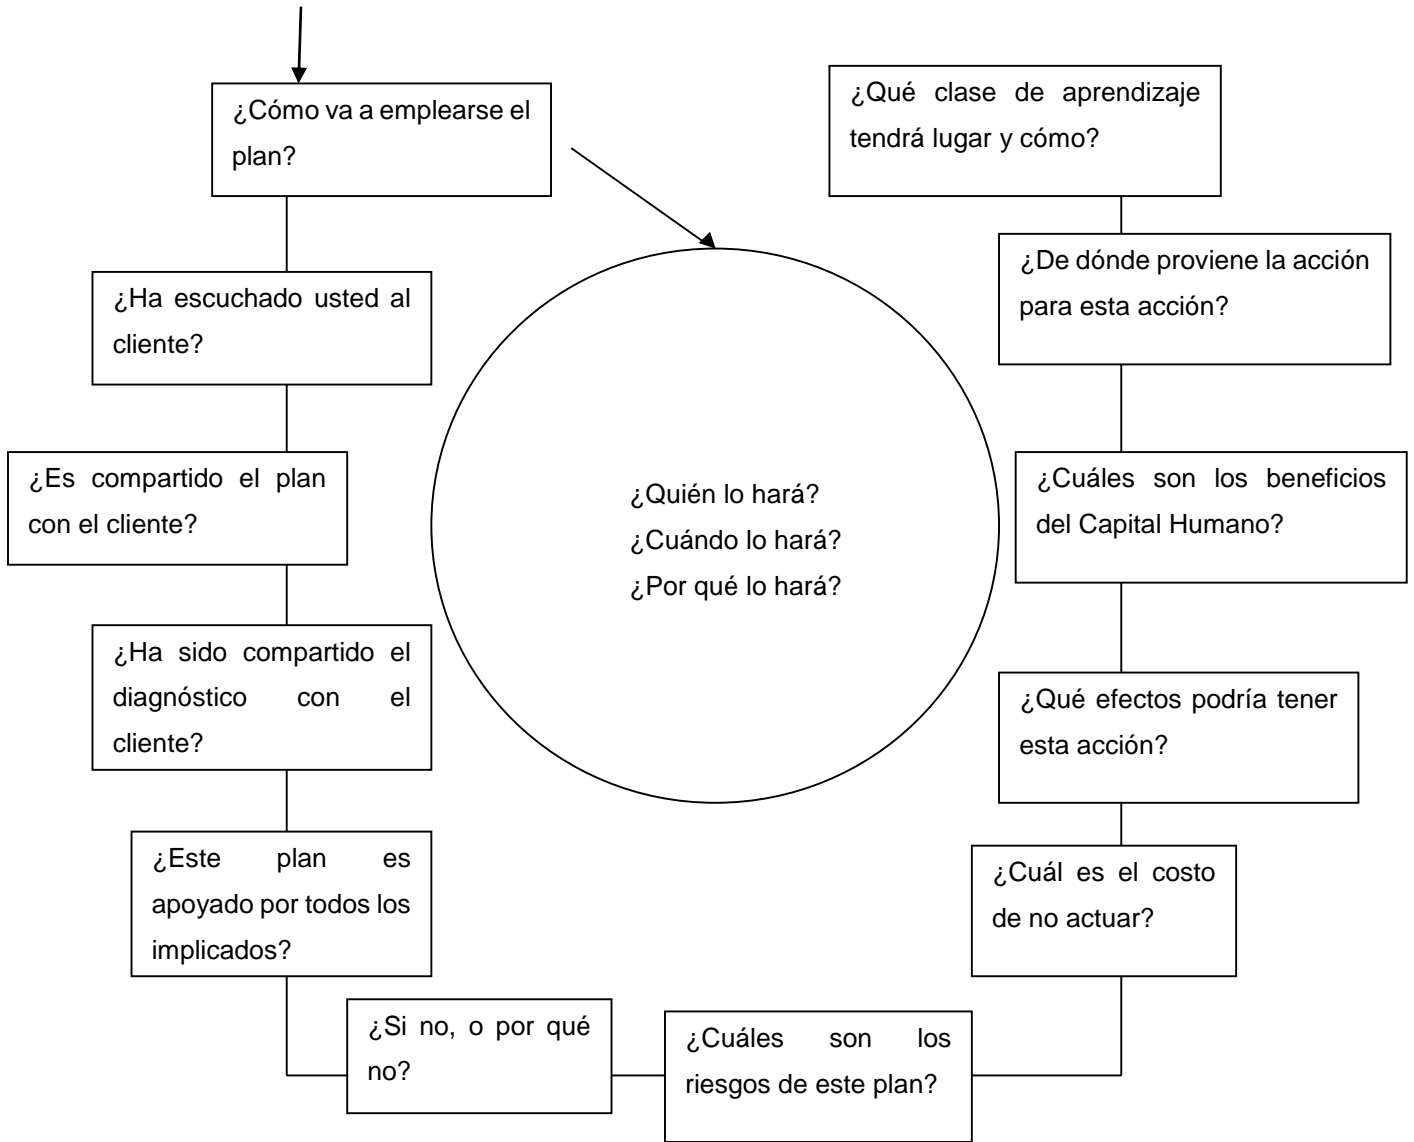 ¿Cómo va a emplearse el
plan?
¿Ha escuchado usted al
cliente?
¿Es compartido el plan
con el cliente?
¿Ha sido compartido el
diagnóstico con el
cliente?
¿Este plan es
apoyado por todos los
implicados?
¿Si no, o por qué
no?
¿Cuáles son los
riesgos de este plan?
¿Cuál es el costo
de no actuar?
¿Qué efectos podría tener
esta acción?
¿Cuáles son los beneficios
del Capital Humano?
¿De dónde proviene la acción
para esta acción?
¿Qué clase de aprendizaje
tendrá lugar y cómo?
¿Quién lo hará?
¿Cuándo lo hará?
¿Por qué lo hará?